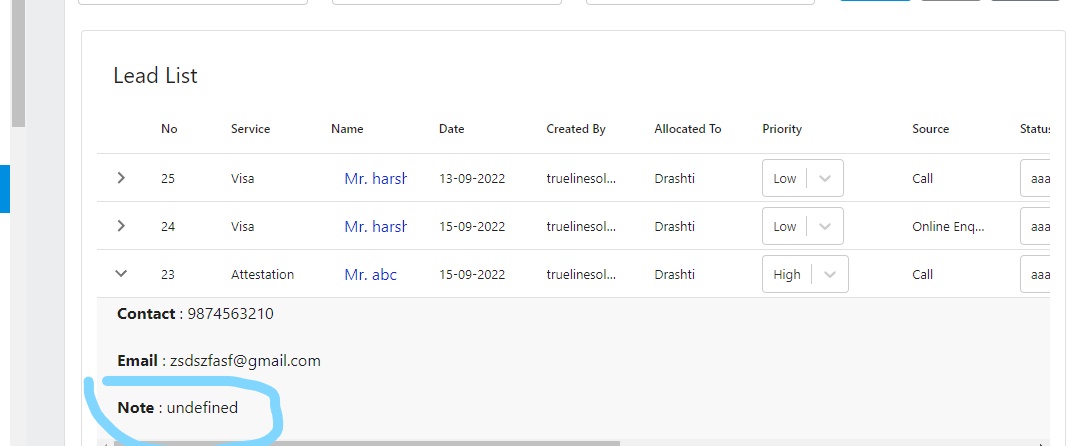 Lead List
No Service Name Date Created By Allocated To Priority Source Status
25 Visa Mr. harsh 13-09-2022 truelinesol... Drashti Low Call aaa
24 Visa Mr. harsh 15-09-2022 truelinesol... Drashti Low Online Enq... aaa
23 Attestation Mr. abc 15-09-2022 truelinesol... Drashti High Call aaa
Contact : 9874563210
Email : zsdszfasf@gmail.com
Note : undefined